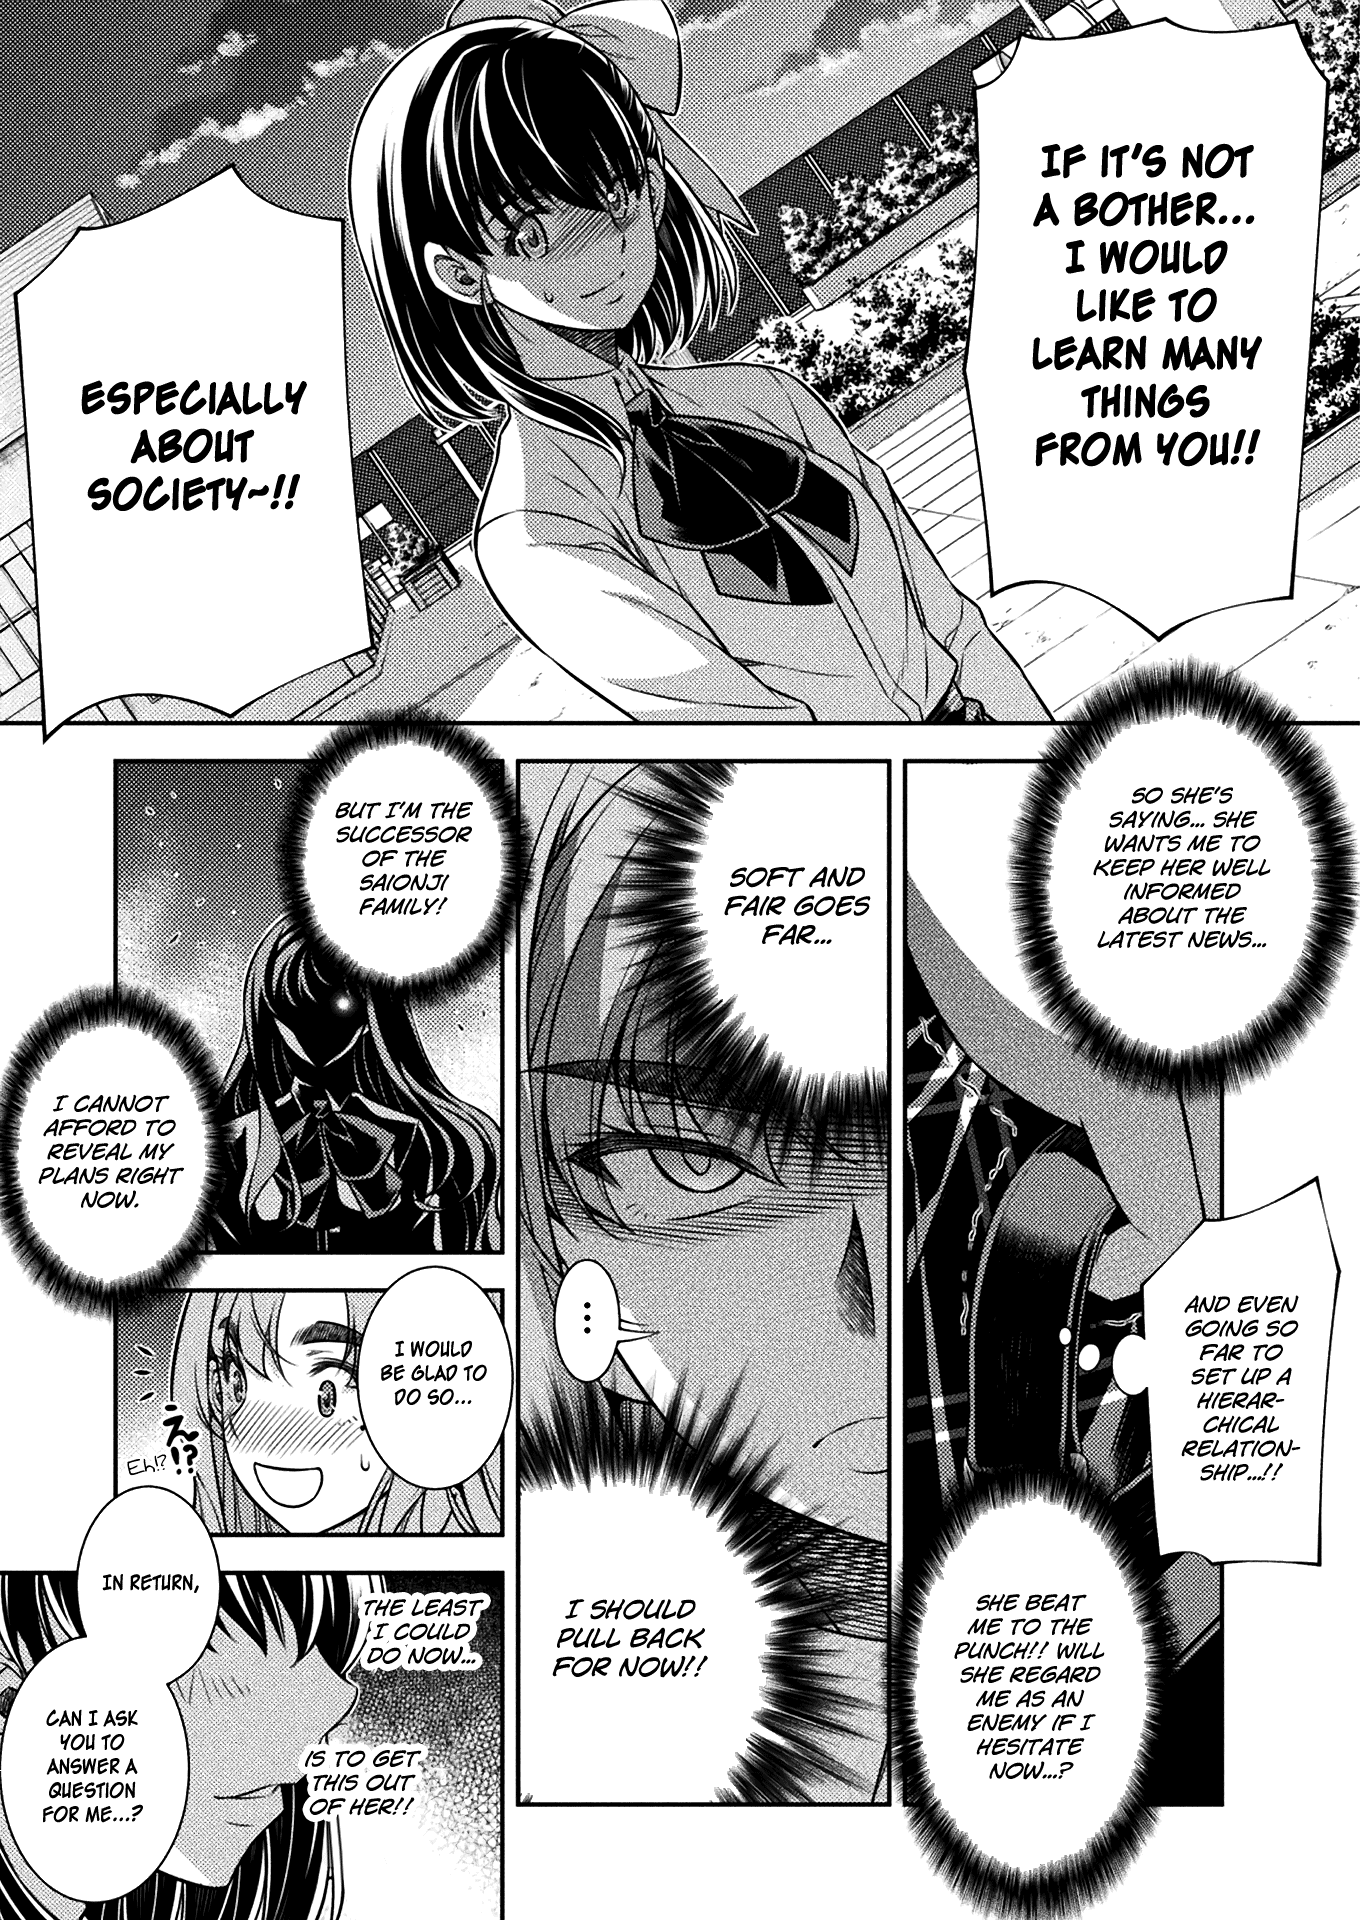 IF IT'S NOT
A BOTHER...
I WOULD
LIKE TO
LEARN MANY
THINGS
FROM YOU!!
ESPECIALLY
ABOUT
SOCIETY~!!
SO SHE'S
SAYING... SHE
WANTS ME TO
KEEP HER WELL
INFORMED
ABOUT THE
LATEST NEWS...
AND EVEN
GOING SO
FAR TO
SET UP A
HIERAR-
CHICAL
RELATION-
SHIP...!!
SHE BEAT
ME TO THE
PUNCH!! WILL
SHE REGARD
ME AS AN
ENEMY IF I
HESITATE
NOW...?
SOFT AND
FAIR GOES
FAR...
...
I SHOULD
PULL BACK
FOR NOW!!
BUT I'M THE
SUCCESSOR
OF THE
SAIONJI
FAMILY!
I CANNOT
AFFORD TO
REVEAL MY
PLANS RIGHT
NOW.
I WOULD
BE GLAD TO
DO SO...
え!?
Eh!?
THE LEAST
I COULD
DO NOW...
IS TO GET
THIS OUT
OF HER!!
IN RETURN,
CAN I ASK
YOU TO
ANSWER A
QUESTION
FOR ME...?